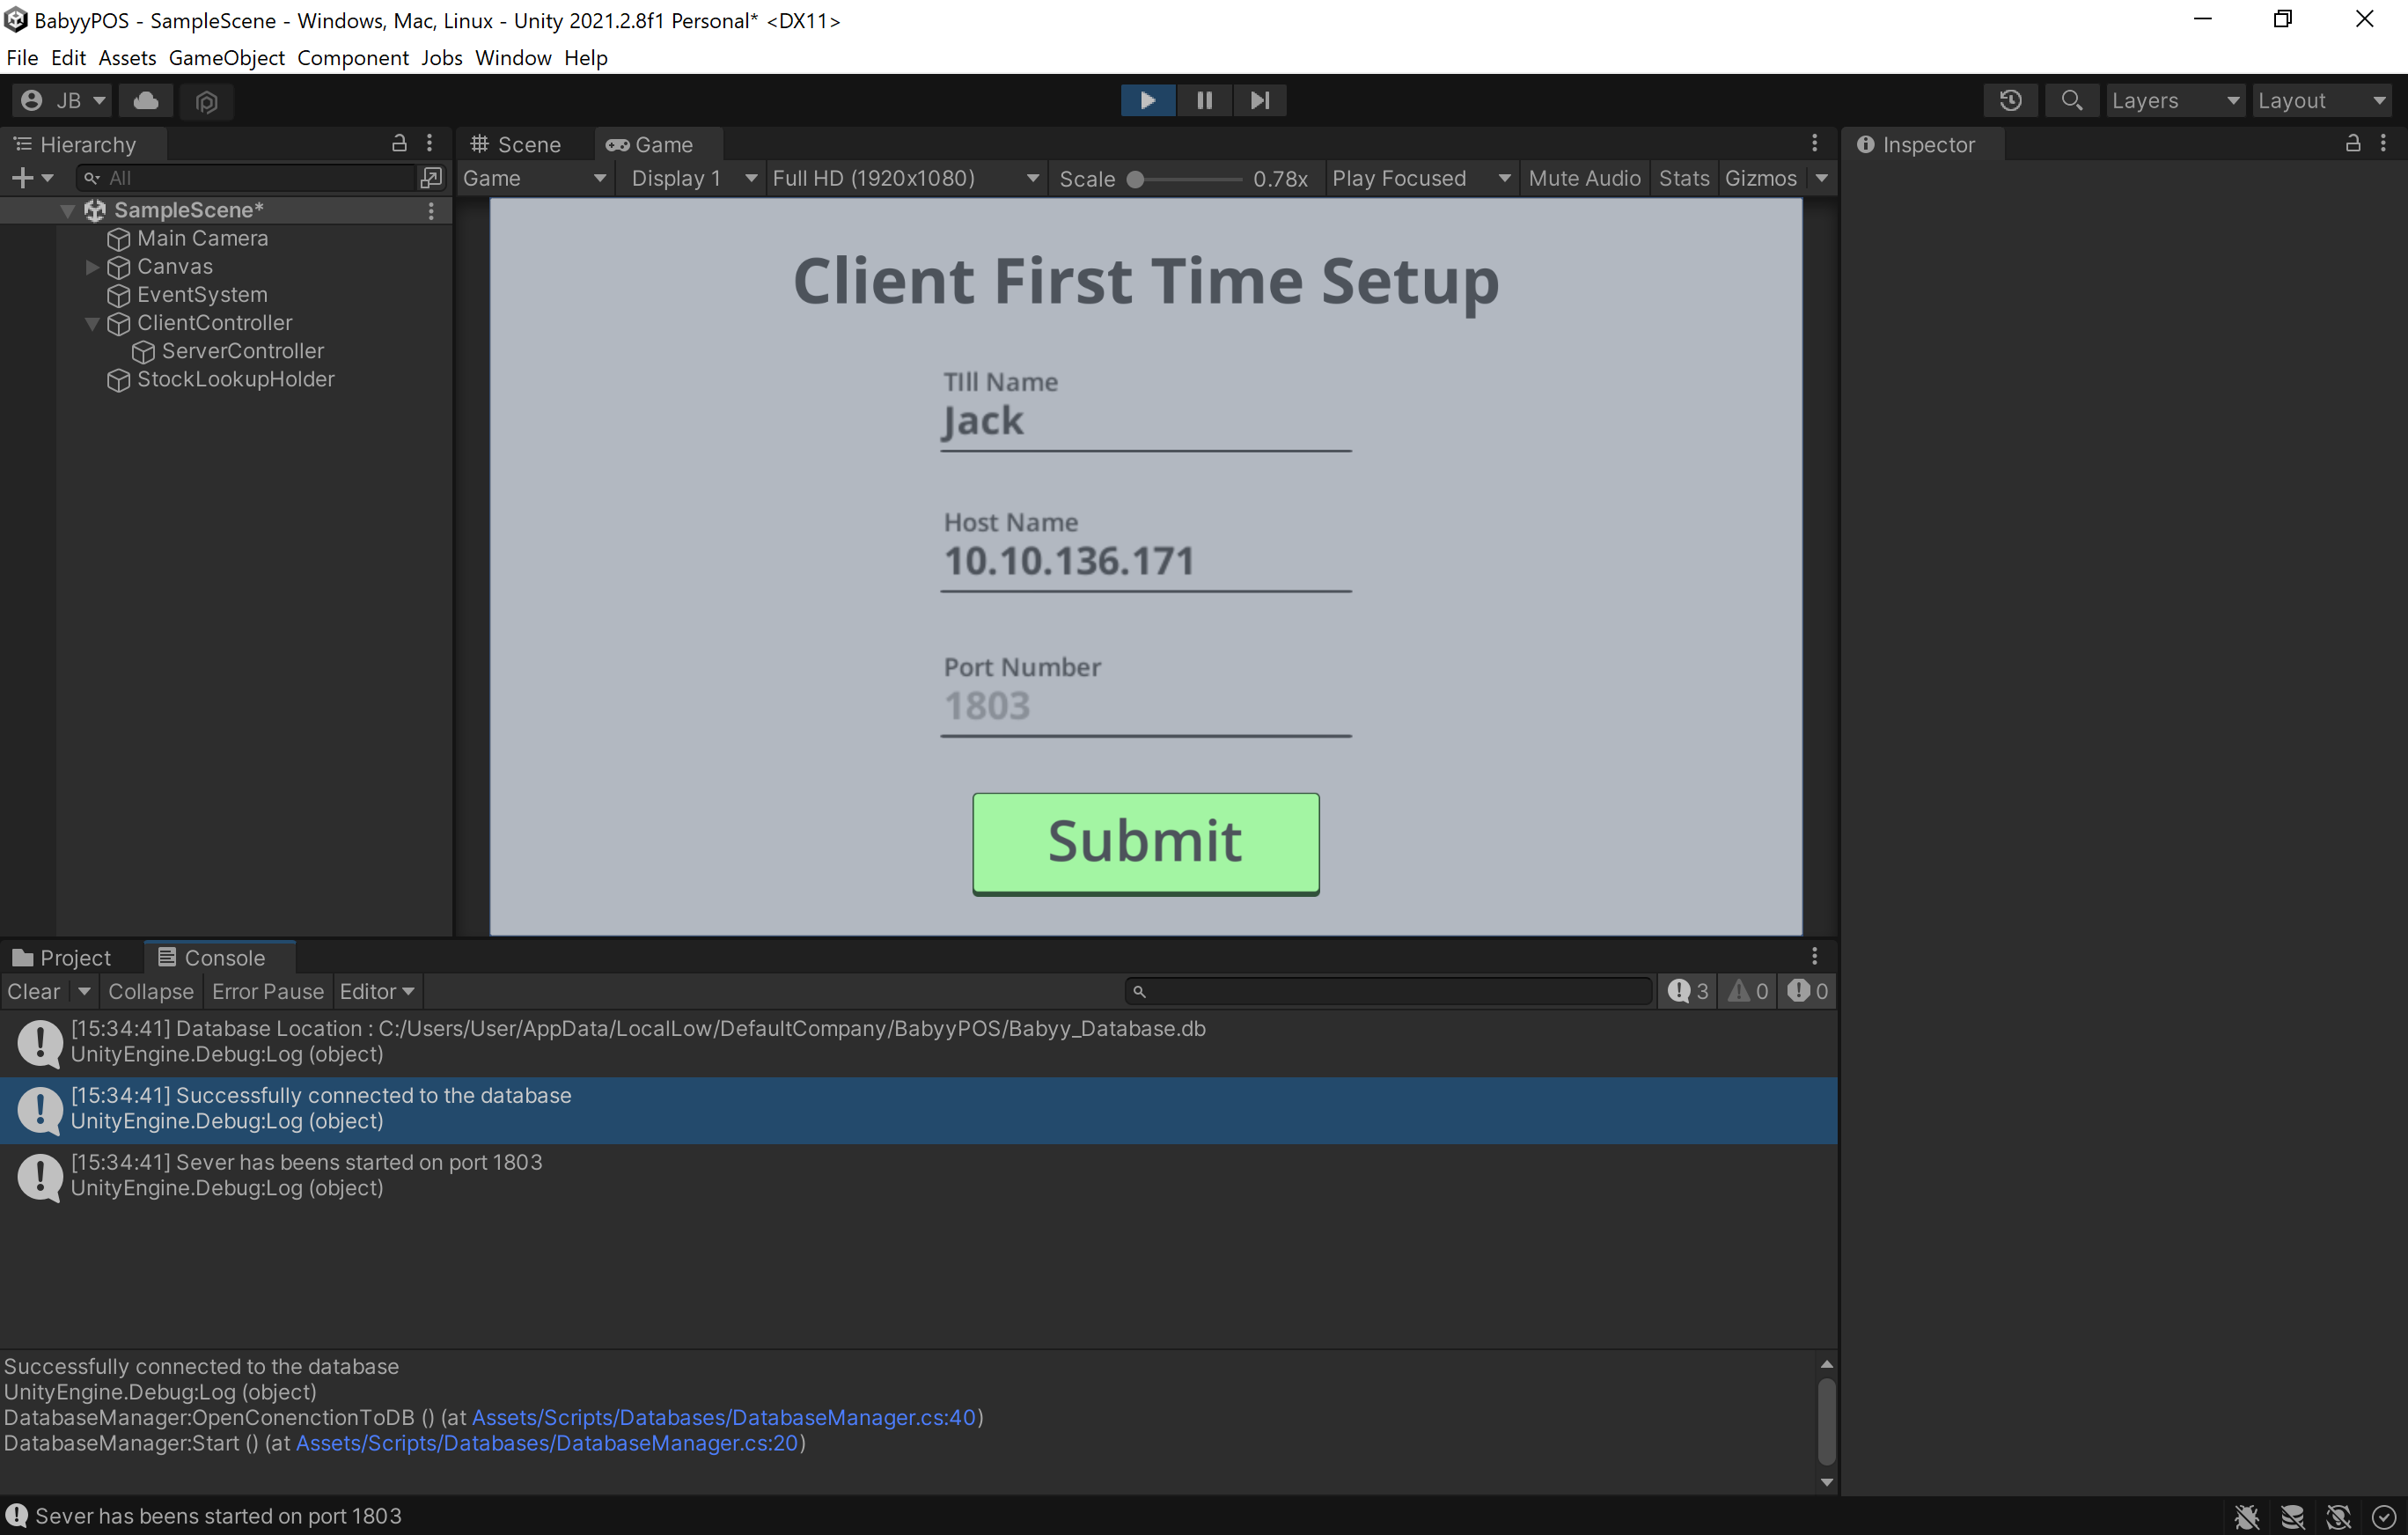 BabyyPOS - SampleScene - Windows, Mac, Linux - Unity 2021.2.8f1 Personal* <DX11>
File Edit Assets GameObject Component Jobs Window Help
JB
Layers
Layout
Hierarchy
Scene
Game
Inspector
All
Game
Display 1
Full HD (1920x1080)
Scale
0.78x
Play Focused
Mute Audio
Stats
Gizmos
SampleScene*
Main Camera
Canvas
EventSystem
ClientController
ServerController
StockLookupHolder
Client First Time Setup
TIll Name
Jack
Host Name
10.10.136.171
Port Number
1803
Submit
Project
Console
Clear
Collapse
Error Pause
Editor
3
0
0
[15:34:41] Database Location : C:/Users/User/AppData/LocalLow/DefaultCompany/BabyyPOS/Babyy_Database.db
UnityEngine.Debug:Log (object)
[15:34:41] Successfully connected to the database
UnityEngine.Debug:Log (object)
[15:34:41] Sever has beens started on port 1803
UnityEngine.Debug:Log (object)
Successfully connected to the database
UnityEngine.Debug:Log (object)
DatabaseManager:OpenConenctionToDB () (at Assets/Scripts/Databases/DatabaseManager.cs:40)
DatabaseManager:Start () (at Assets/Scripts/Databases/DatabaseManager.cs:20)
Sever has beens started on port 1803